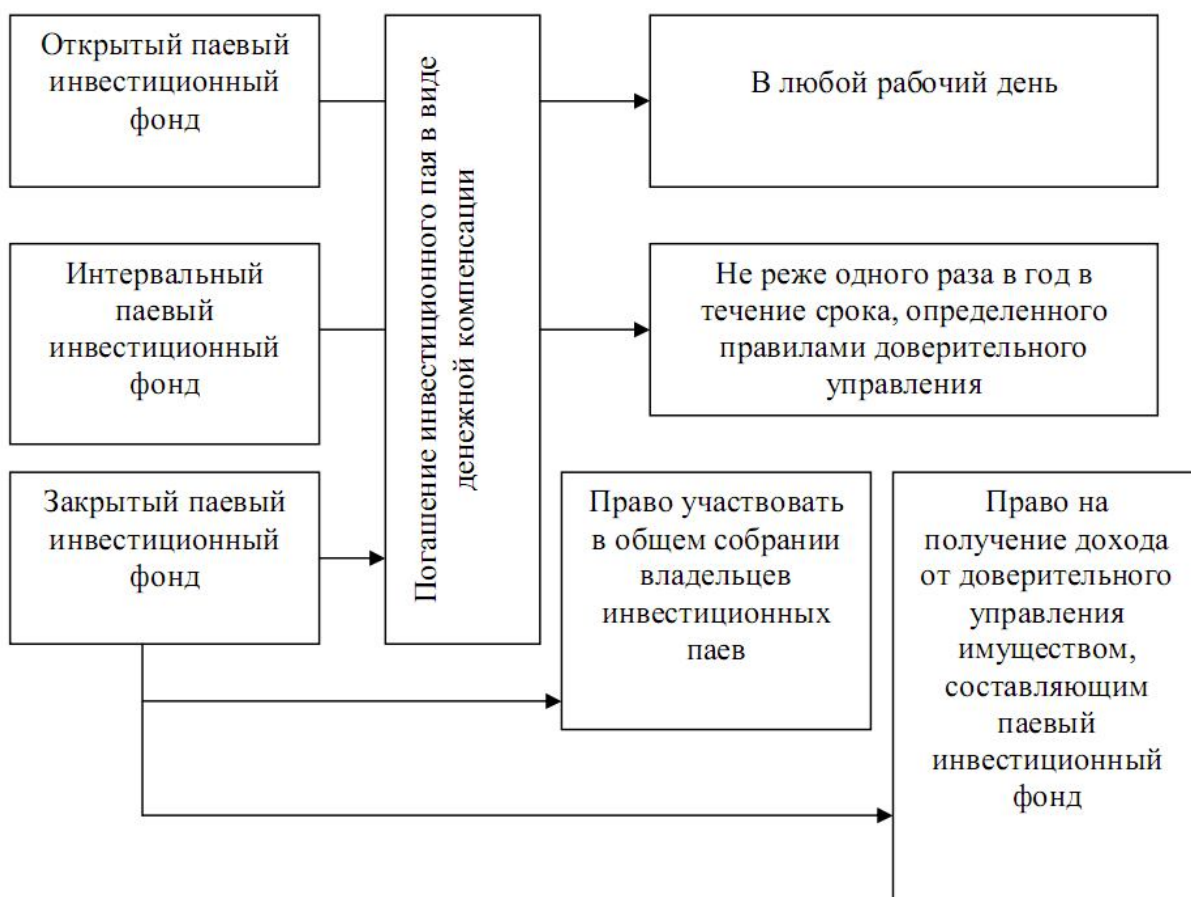 Открытый паевый
инвестиционный
фонд
Погашение инвестиционного пая в виде
денежной компенсации
В любой рабочий день
Интервальный
паевый
инвестиционный
фонд
Не реже одного раза в год в
течение срока, определенного
правилами доверительного
управления
Закрытый паевый
инвестиционный
фонд
Право участвовать
в общем собрании
владельцев
инвестиционных
паев
Право на
получение дохода
от доверительного
управления
имуществом,
составляющим
паевый
инвестиционный
фонд